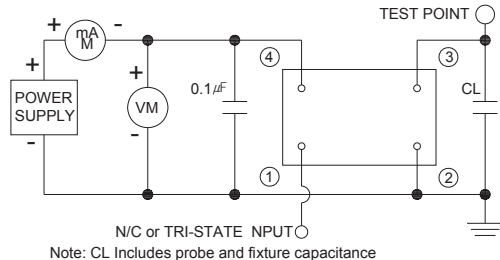 TEST POINT
+ mA M -
+ + 4 3
POWER SUPPLY VM 0.1µF CL
- -
1 2
N/C or TRI-STATE NPUT
Note: CL Includes probe and fixture capacitance